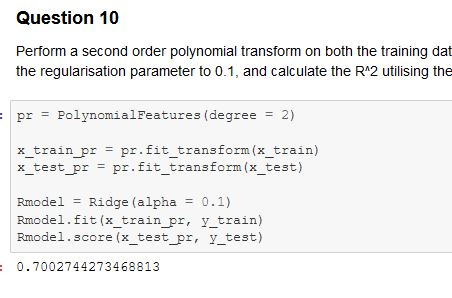 Question 10
Perform a second order polynomial transform on both the training dat
the regularisation parameter to 0.1, and calculate the R^2 utilising the
: pr = PolynomialFeatures(degree = 2)
x_train_pr = pr.fit_transform(x_train)
x_test_pr = pr.fit_transform(x_test)
Rmodel = Ridge(alpha = 0.1)
Rmodel.fit(x_train_pr, y_train)
Rmodel.score(x_test_pr, y_test)
: 0.7002744273468813